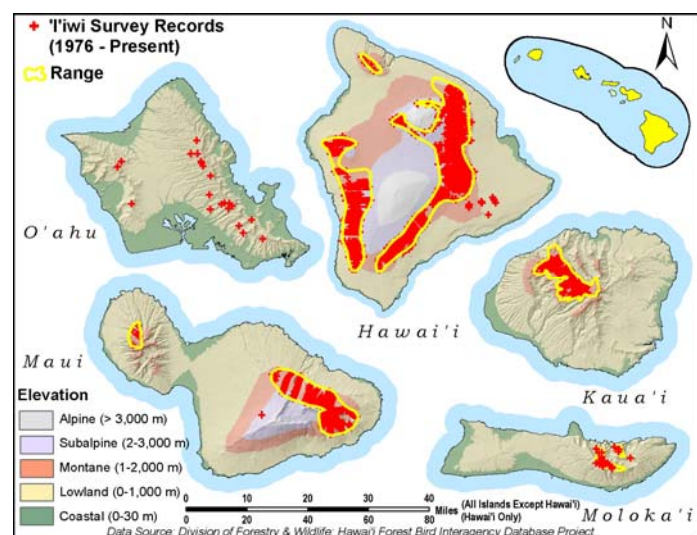 'I'iwi Survey Records
(1976 - Present)
Range
N
O'ahu
Hawai'i
Maui
Kaua'i
Moloka'i
Elevation
Alpine (> 3,000 m)
Subalpine (2-3,000 m)
Montane (1-2,000 m)
Lowland (0-1,000 m)
Coastal (0-30 m)
0 10 20 30 40 Miles (All Islands Except Hawai'i)
0 20 40 60 80 (Hawai'i Only)
Data Source: Division of Forestry & Wildlife: Hawai'i Forest Bird Interagency Database Project